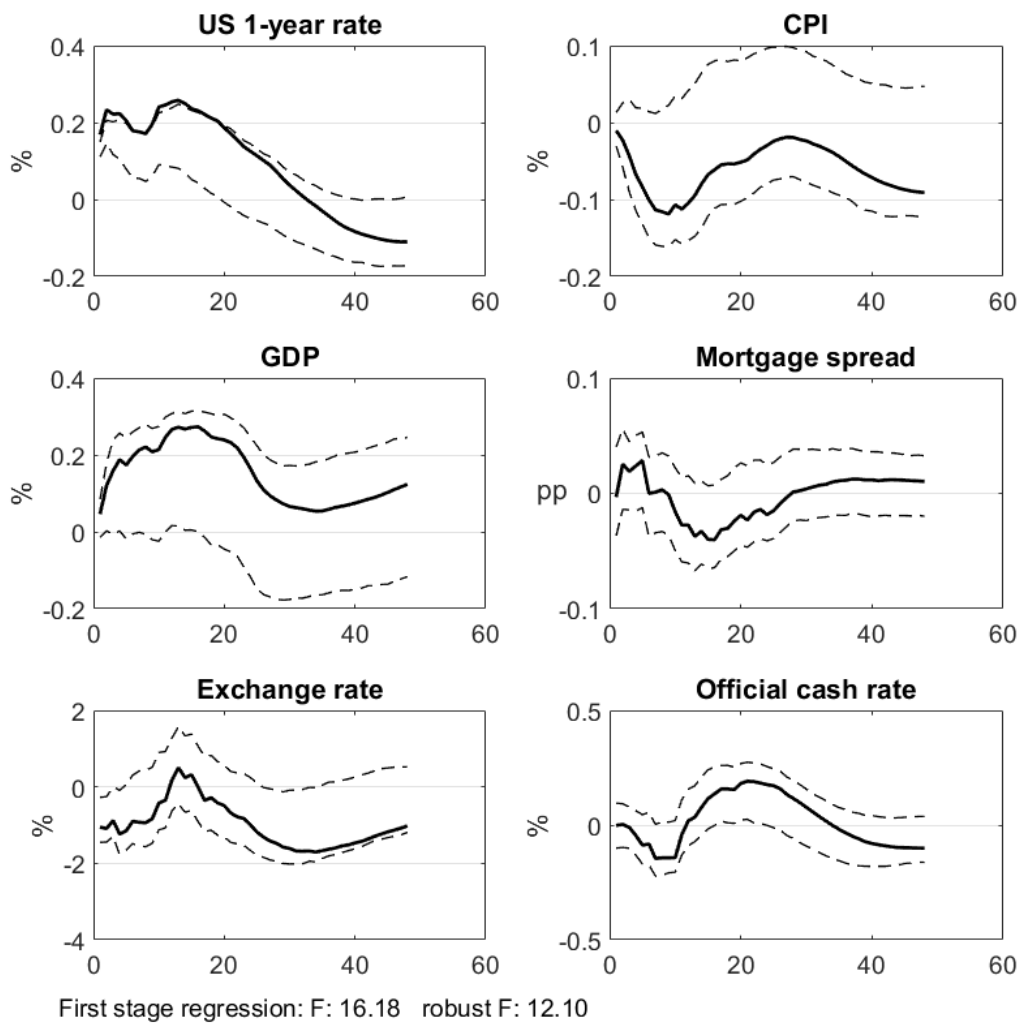 US 1-year rate
CPI
0.4
0.2
0
-0.2
%
0 20 40 60
0.1
0
-0.1
-0.2
%
0 20 40 60
GDP
Mortgage spread
0.4
0.2
0
-0.2
%
0 20 40 60
0.1
0
-0.1
pp
0 20 40 60
Exchange rate
Official cash rate
2
0
-2
-4
%
0 20 40 60
0.5
0
-0.5
%
0 20 40 60
First stage regression: F: 16.18 robust F: 12.10